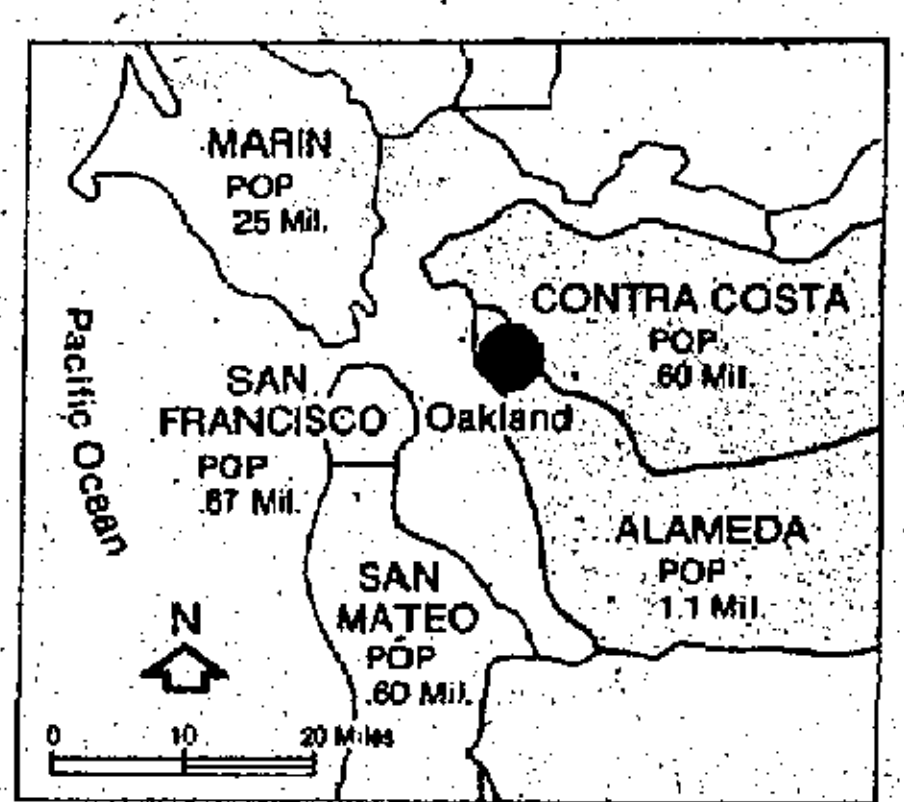 MARIN
POP
.25 Mil.
CONTRA COSTA
POP
.60 Mil.
Pacific Ocean
SAN
FRANCISCO
POP
.67 Mil.
Oakland
ALAMEDA
POP
1.1 Mil.
SAN
MATEO
POP
.60 Mil.
N
0 10 20 Miles